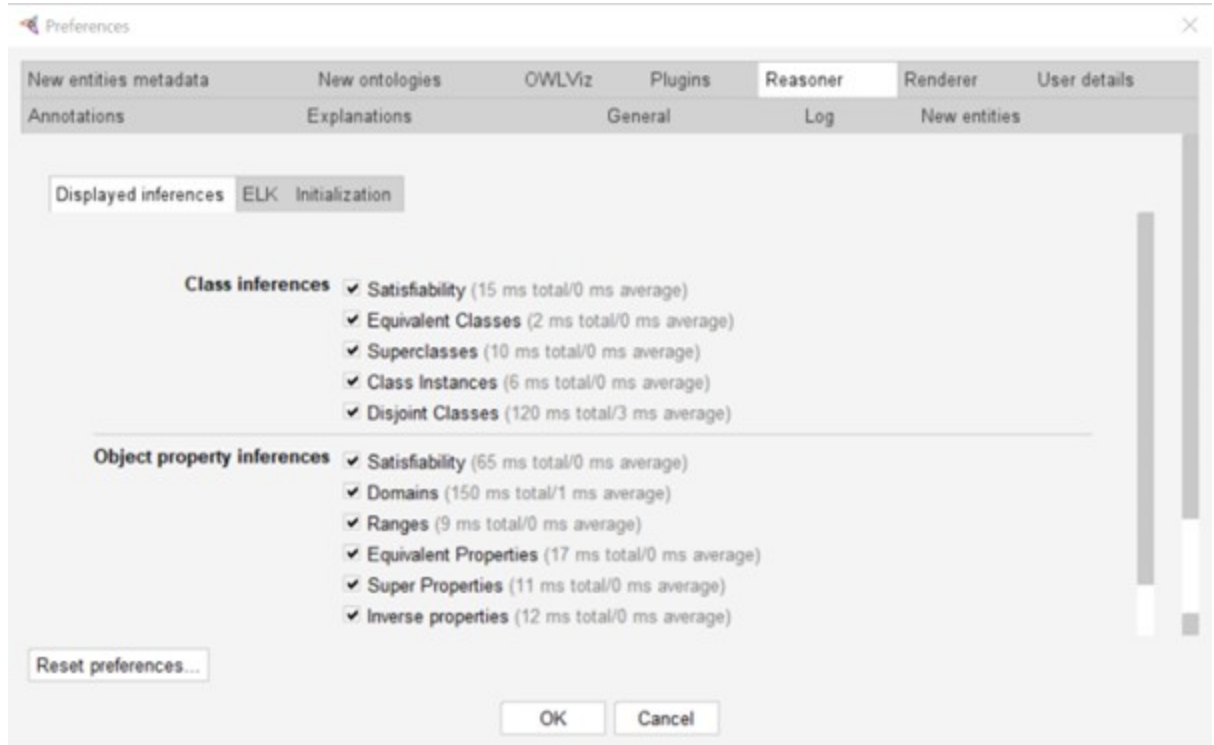 Preferences
New entities metadata New ontologies OWLViz Plugins Reasoner Renderer User details
Annotations Explanations General Log New entities
Displayed inferences ELK Initialization
Class inferences Satisfiability (15 ms total/0 ms average)
Equivalent Classes (2 ms total/0 ms average)
Superclasses (10 ms total/0 ms average)
Class Instances (6 ms total/0 ms average)
Disjoint Classes (120 ms total/3 ms average)
Object property inferences Satisfiability (65 ms total/0 ms average)
Domains (150 ms total/1 ms average)
Ranges (9 ms total/0 ms average)
Equivalent Properties (17 ms total/0 ms average)
Super Properties (11 ms total/0 ms average)
Inverse properties (12 ms total/0 ms average)
Reset preferences...
OK Cancel